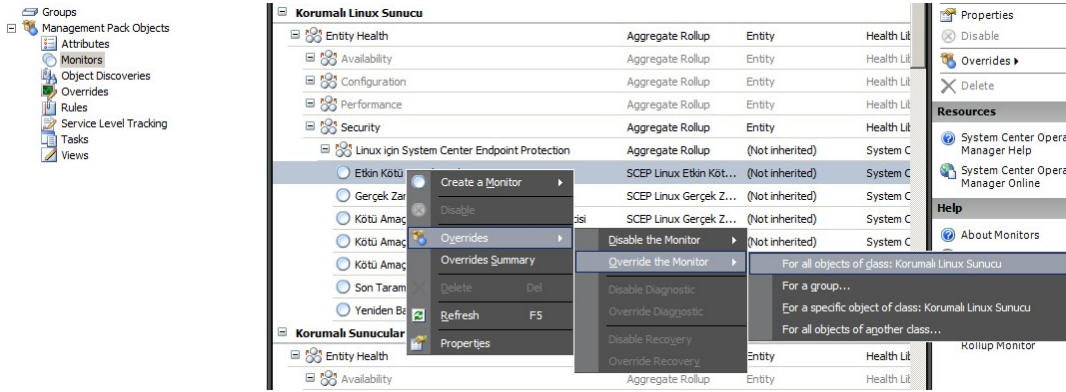 Groups
Management Pack Objects
Attributes
Monitors
Object Discoveries
Overrides
Rules
Service Level Tracking
Tasks
Views
Korumalı Linux Sunucu
Entity Health Aggregate Rollup Entity Health Lib
Availability Aggregate Rollup Entity Health Lib
Configuration Aggregate Rollup Entity Health Lib
Performance Aggregate Rollup Entity Health Lib
Security Aggregate Rollup Entity Health Lib
Linux için System Center Endpoint Protection Aggregate Rollup (Not inherited) System C
Etkin Kötü SCEP Linux Etkin Köt... (Not inherited) System C
Gerçek Zar SCEP Linux Gerçek Z... (Not inherited) System C
Kötü Amaç isi SCEP Linux Gerçek Z... (Not inherited) System C
Kötü Amaç (Not inherited) System C
Kötü Amaç
Son Taram
Yeniden Ba
Korumalı Sunucular
Entity Health Entity Health Lib
Availability Aggregate Rollup Entity Health Lib
Create a Monitor
Disable
Overrides
Overrides Summary
Delete Del
Refresh F5
Properties
Disable the Monitor
Override the Monitor
Disable Diagnostic
Override Diagnostic
Disable Recovery
Override Recovery
For all objects of class: Korumalı Linux Sunucu
For a group...
For a specific object of class: Korumalı Linux Sunucu
For all objects of another class...
Properties
Disable
Overrides
Delete
Resources
System Center Opera
Manager Help
System Center Opera
Manager Online
Help
About Monitors
Rollup Monitor